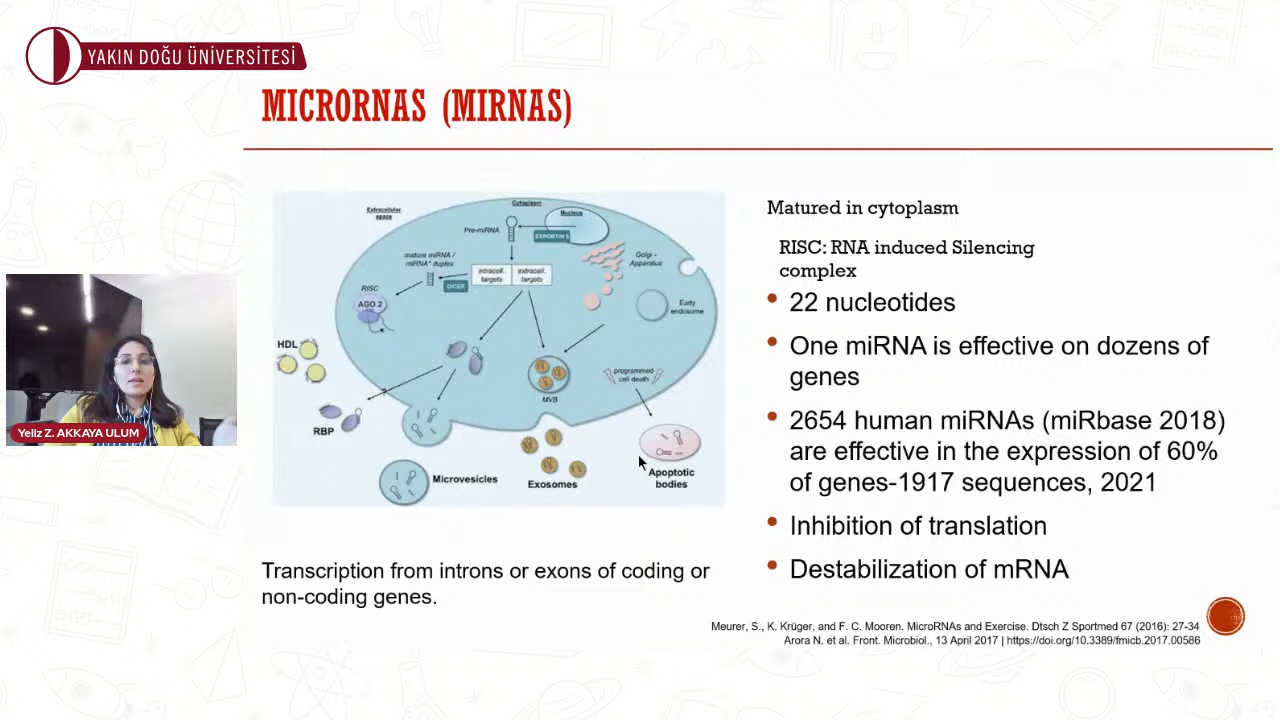 YAKIN DOĞU ÜNİVERSİTESİ
MICRORNAS (MIRNAS)
Extracellular
space
Cytoplasm
Nucleus
Pre-miRNA
EXPORTIN 5
mature miRNA /
miRNA* duplex
intracell.
targets
extracell.
targets
Golgi -
Apparatus
RISC
DICER
AGO 2
Early
endosome
HDL
programmed
cell death
?
MVB
RBP
Microvesicles
Exosomes
Apoptotic
bodies
Yeliz Z. AKKAYA ULUM
Transcription from introns or exons of coding or
non-coding genes.
Matured in cytoplasm
RISC: RNA induced Silencing
complex
• 22 nucleotides
• One miRNA is effective on dozens of
genes
• 2654 human miRNAs (miRbase 2018)
are effective in the expression of 60%
of genes-1917 sequences, 2021
• Inhibition of translation
• Destabilization of mRNA
Meurer, S., K. Krüger, and F. C. Mooren. MicroRNAs and Exercise. Dtsch Z Sportmed 67 (2016): 27-34
Arora N. et al. Front. Microbiol., 13 April 2017 | https://doi.org/10.3389/fmicb.2017.00586